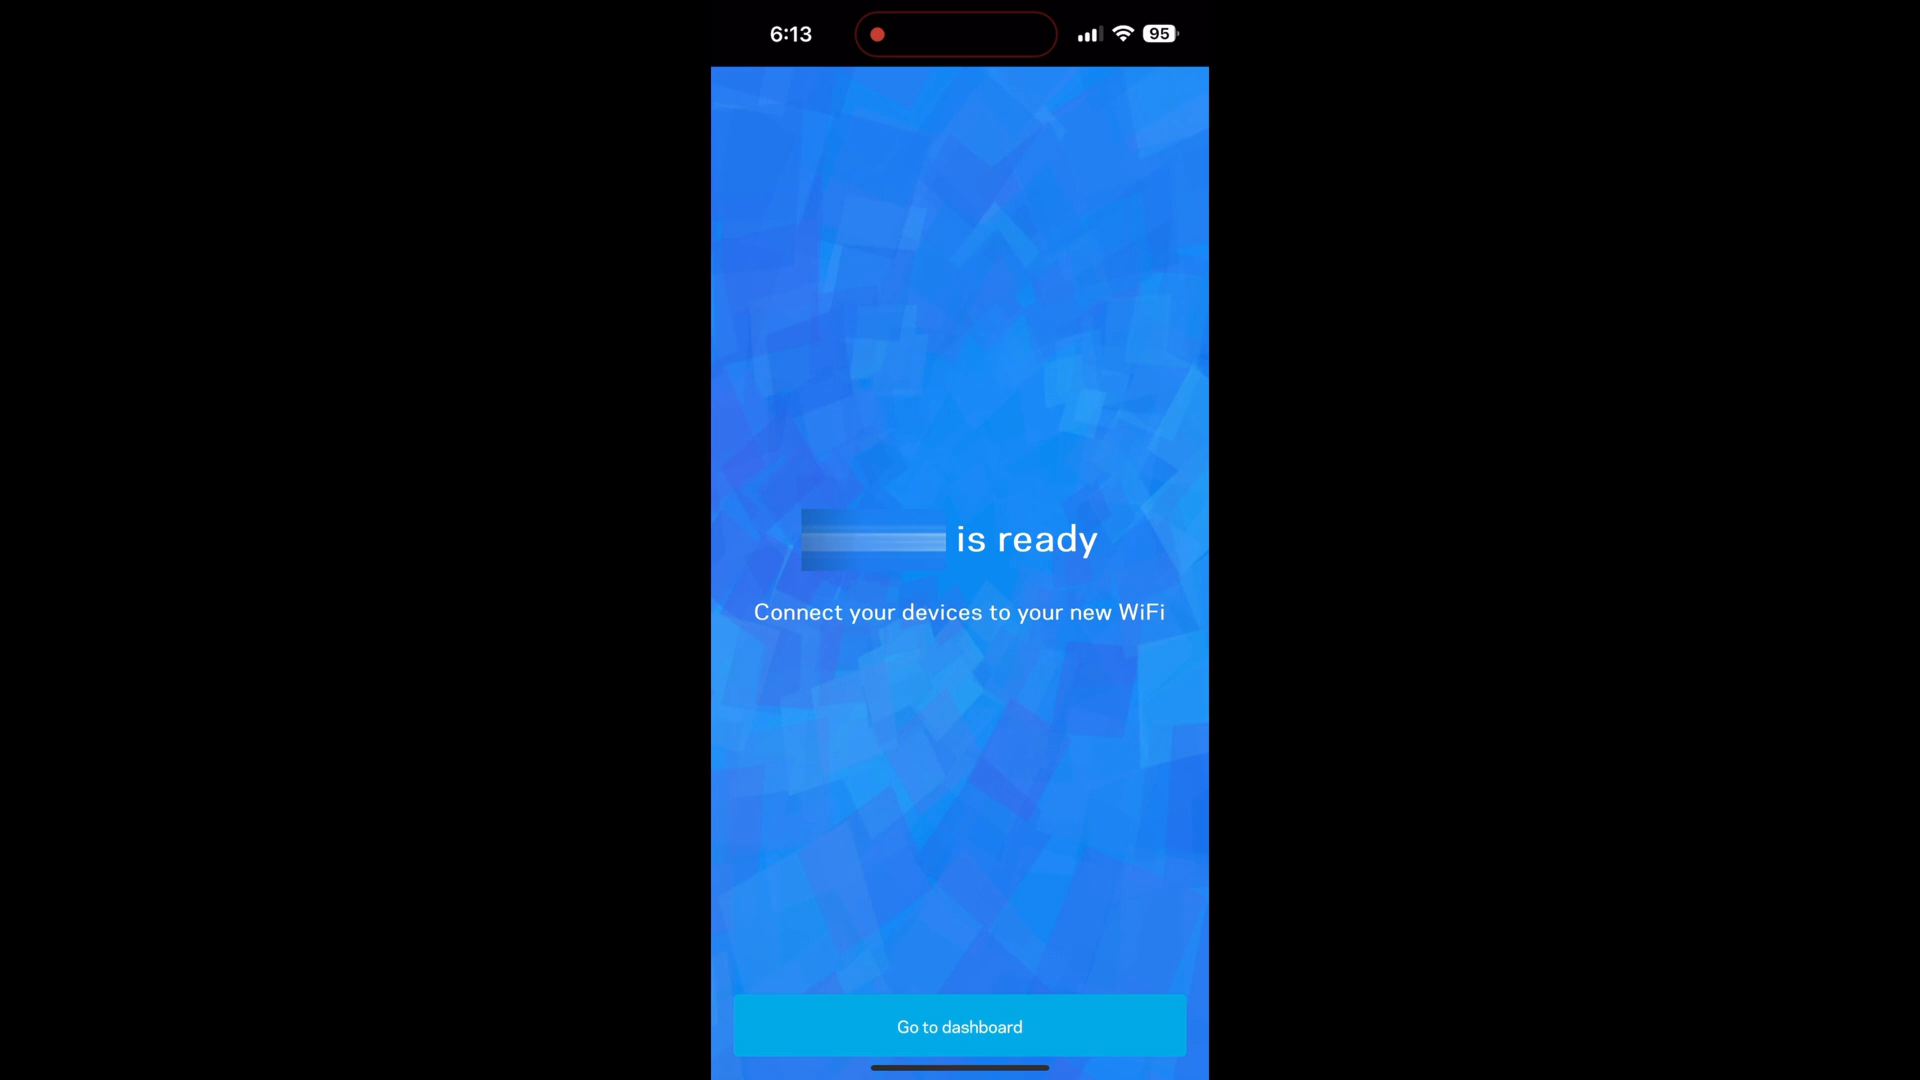 6:13
95
is ready
Connect your devices to your new WiFi
Go to dashboard